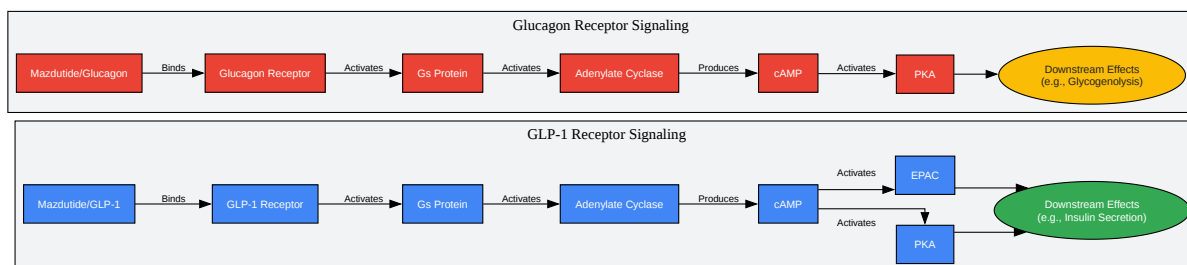 Glucagon Receptor Signaling
Mazdutide/Glucagon
Binds
Glucagon Receptor
Activates
Gs Protein
Activates
Adenylate Cyclase
Produces
cAMP
Activates
PKA
Downstream Effects
(e.g., Glycogenolysis)
GLP-1 Receptor Signaling
Mazdutide/GLP-1
Binds
GLP-1 Receptor
Activates
Gs Protein
Activates
Adenylate Cyclase
Produces
cAMP
Activates
EPAC
Activates
PKA
Downstream Effects
(e.g., Insulin Secretion)